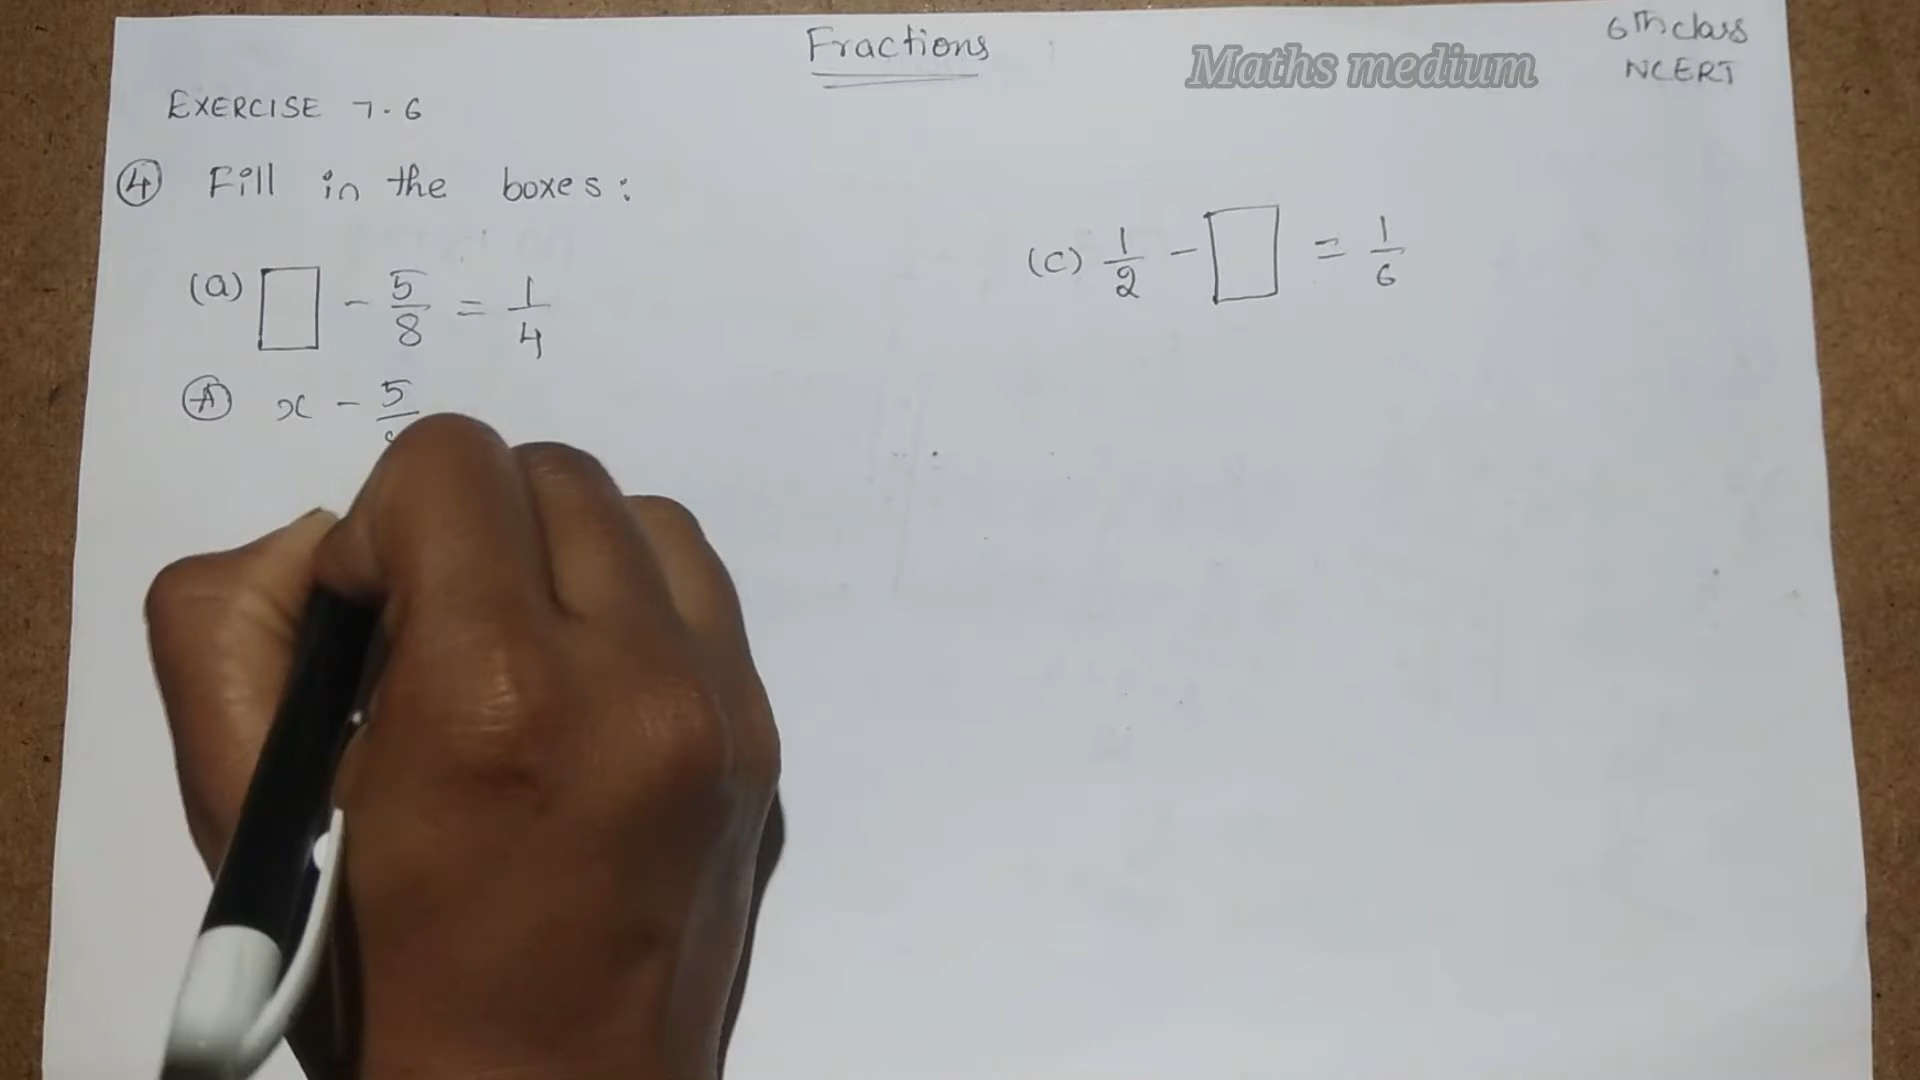 Fractions
Maths medium
6th class
NCERT
EXERCISE 7.6
④ Fill in the boxes:
(a) □ - 5/8 = 1/4
Ⓐ x - 5/
(c) 1/2 - □ = 1/6